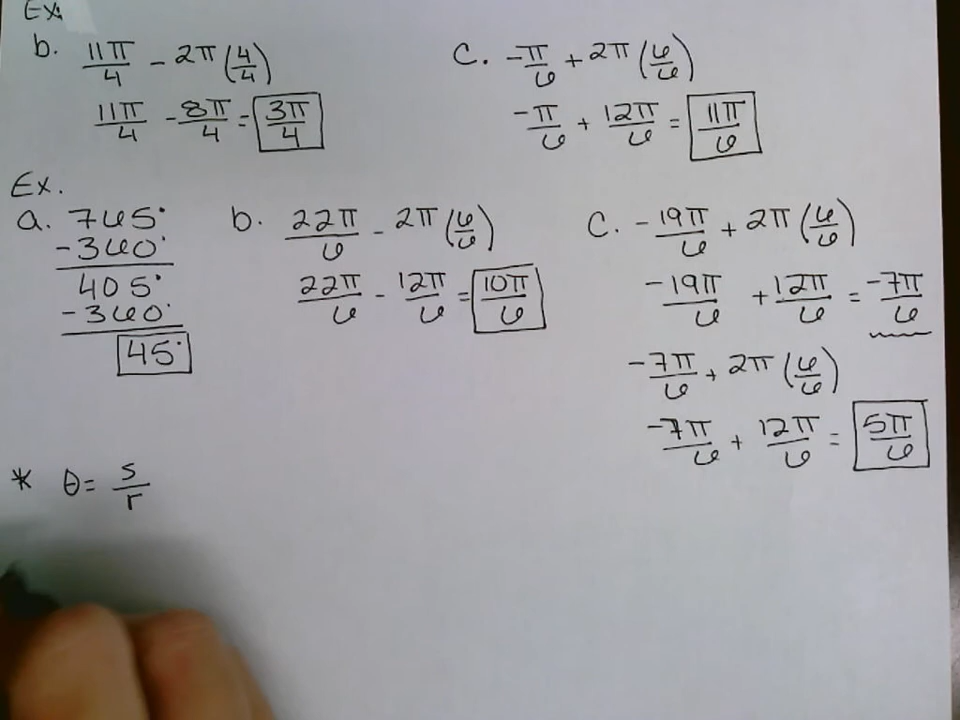 Ex.
b. 11π/4 - 2π(4/4)
11π/4 - 8π/4 = 3π/4
c. -π/6 + 2π(6/6)
-π/6 + 12π/6 = 11π/6
Ex.
a. 765°
-360°
405°
-360°
45°
b. 22π/6 - 2π(6/6)
22π/6 - 12π/6 = 10π/6
c. -19π/6 + 2π(6/6)
-19π/6 + 12π/6 = -7π/6
-7π/6 + 2π(6/6)
-7π/6 + 12π/6 = 5π/6
* θ = s/r